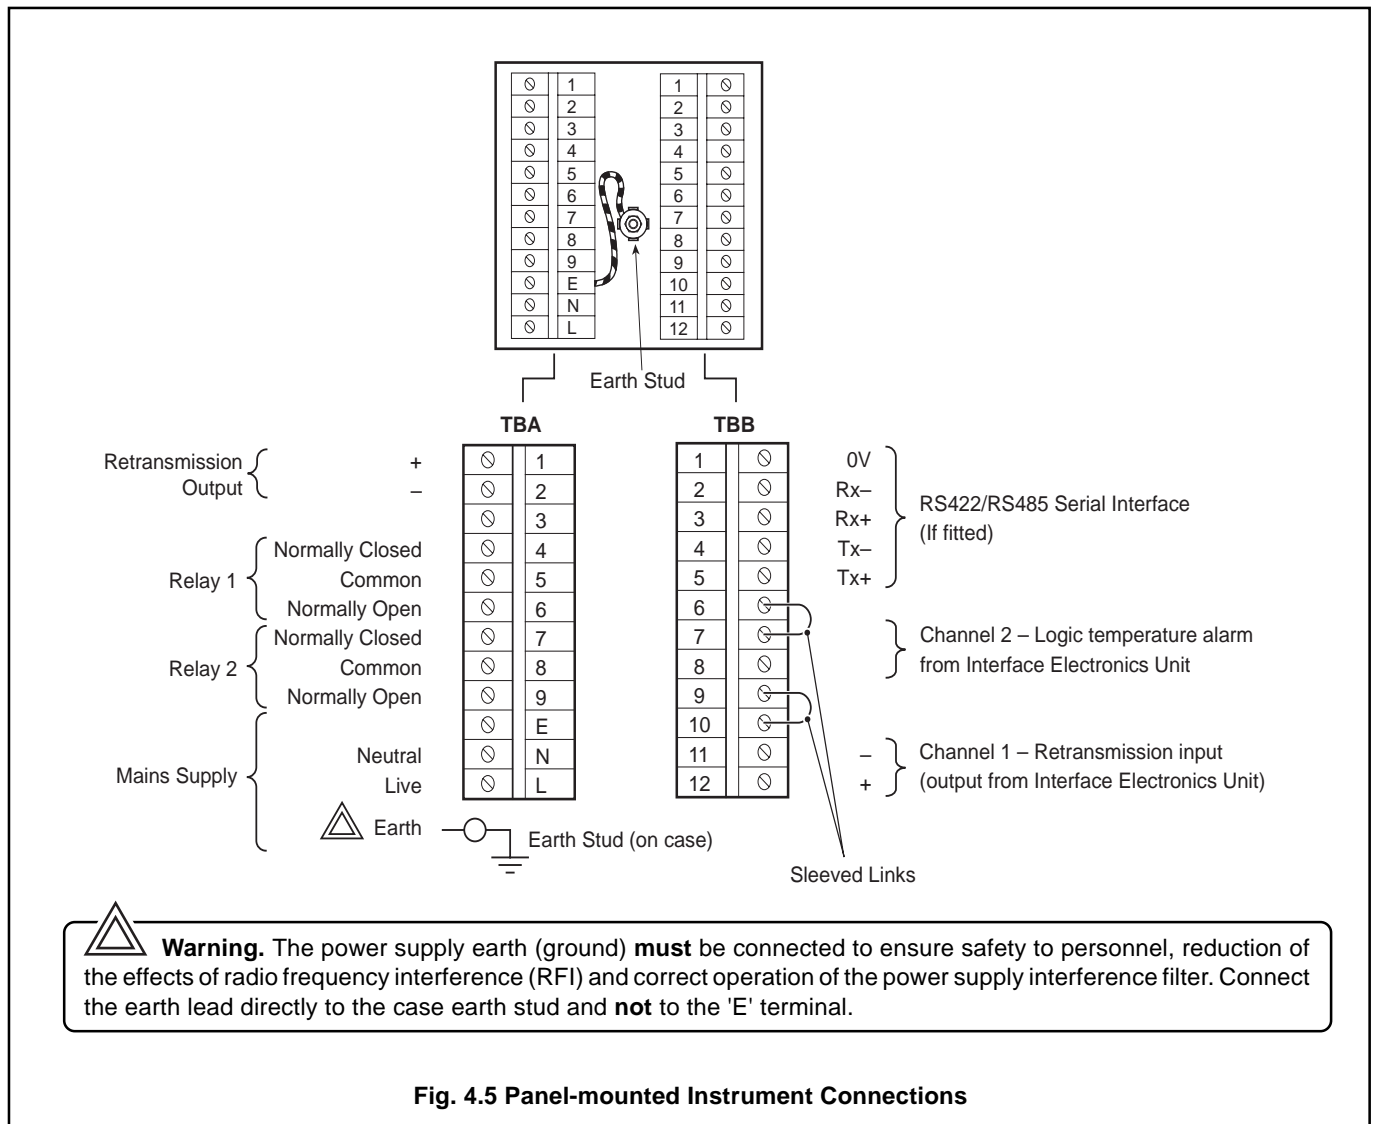 1 1
2 2
3 3
4 4
5 5
6 6
7 7
8 8
9 9
E 10
N 11
L 12
Earth Stud
TBA TBB
Retransmission Output + 1
– 2
3
Relay 1 Normally Closed 4
Common 5
Normally Open 6
Relay 2 Normally Closed 7
Common 8
Normally Open 9
E
Mains Supply Neutral N
Live L
Earth Earth Stud (on case)
1 0V
2 Rx–
3 Rx+
4 Tx–
5 Tx+
RS422/RS485 Serial Interface
(If fitted)
6
7
8
Channel 2 – Logic temperature alarm
from Interface Electronics Unit
9
10
11 –
12 +
Channel 1 – Retransmission input
(output from Interface Electronics Unit)
Sleeved Links
Warning. The power supply earth (ground) must be connected to ensure safety to personnel, reduction of
the effects of radio frequency interference (RFI) and correct operation of the power supply interference filter. Connect
the earth lead directly to the case earth stud and not to the 'E' terminal.
Fig. 4.5 Panel-mounted Instrument Connections